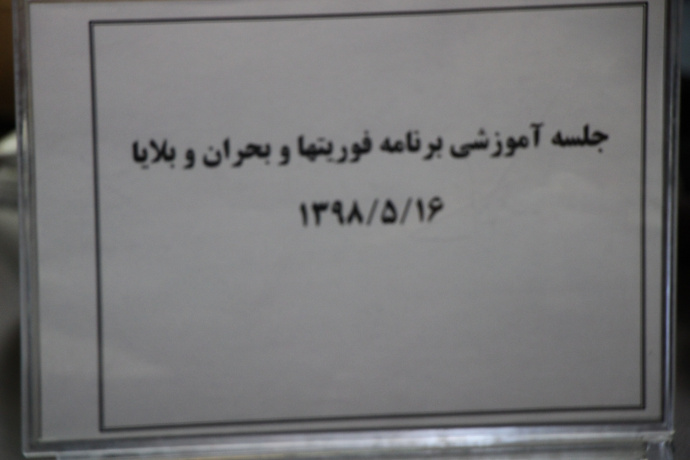 جلسه آموزشی برنامه فوریتها و بحران و بلایا
۱۳۹۸/۵/۱۶